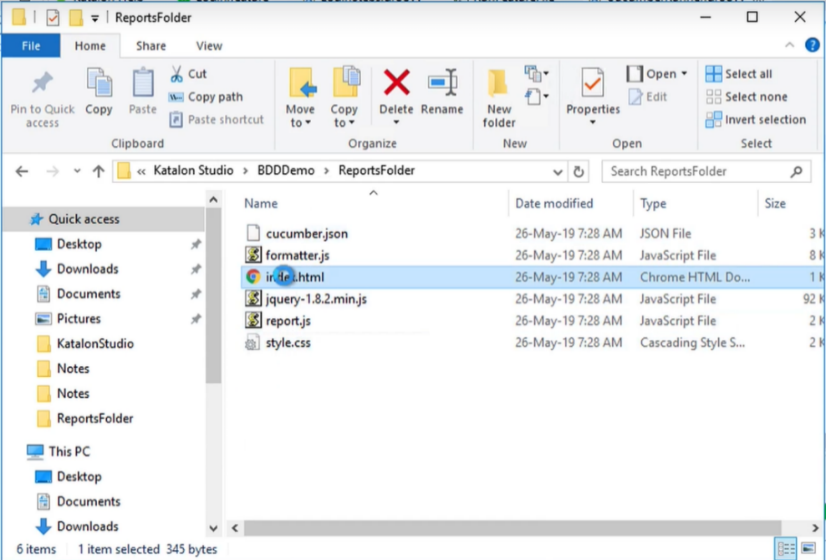 ReportsFolder
File Home Share View
Pin to Quick access
Copy
Paste
Cut
Copy path
Paste shortcut
Clipboard
Move to
Copy to
Delete
Rename
Organize
New folder
New
Properties
Open
Edit
Open
Select all
Select none
Invert selection
Select
« Katalon Studio > BDDDemo > ReportsFolder
Search ReportsFolder
Quick access
Desktop
Downloads
Documents
Pictures
KatalonStudio
Notes
Notes
ReportsFolder
This PC
Desktop
Documents
Downloads
Name Date modified Type Size
cucumber.json 26-May-19 7:28 AM JSON File 3 K
formatter.js 26-May-19 7:28 AM JavaScript File 8 K
index.html 26-May-19 7:28 AM Chrome HTML Do... 1 K
jquery-1.8.2.min.js 26-May-19 7:28 AM JavaScript File 92 K
report.js 26-May-19 7:28 AM JavaScript File 2 K
style.css 26-May-19 7:28 AM Cascading Style S... 2 K
6 items 1 item selected 345 bytes